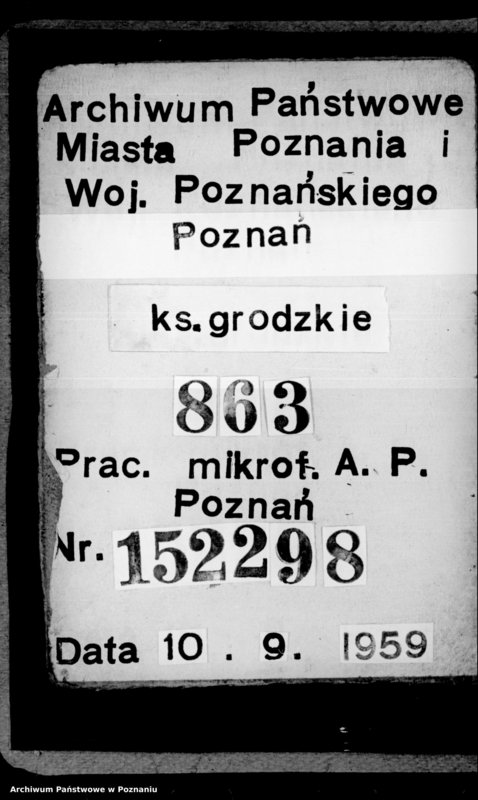 Archiwum Państwowe
Miasta Poznania i
Woj. Poznańskiego
Poznań
ks. grodzkie
863
Prac. mikrof. A. P.
Poznań
Nr. 152298
Data 10. 9. 1959
Archiwum Państwowe w Poznaniu